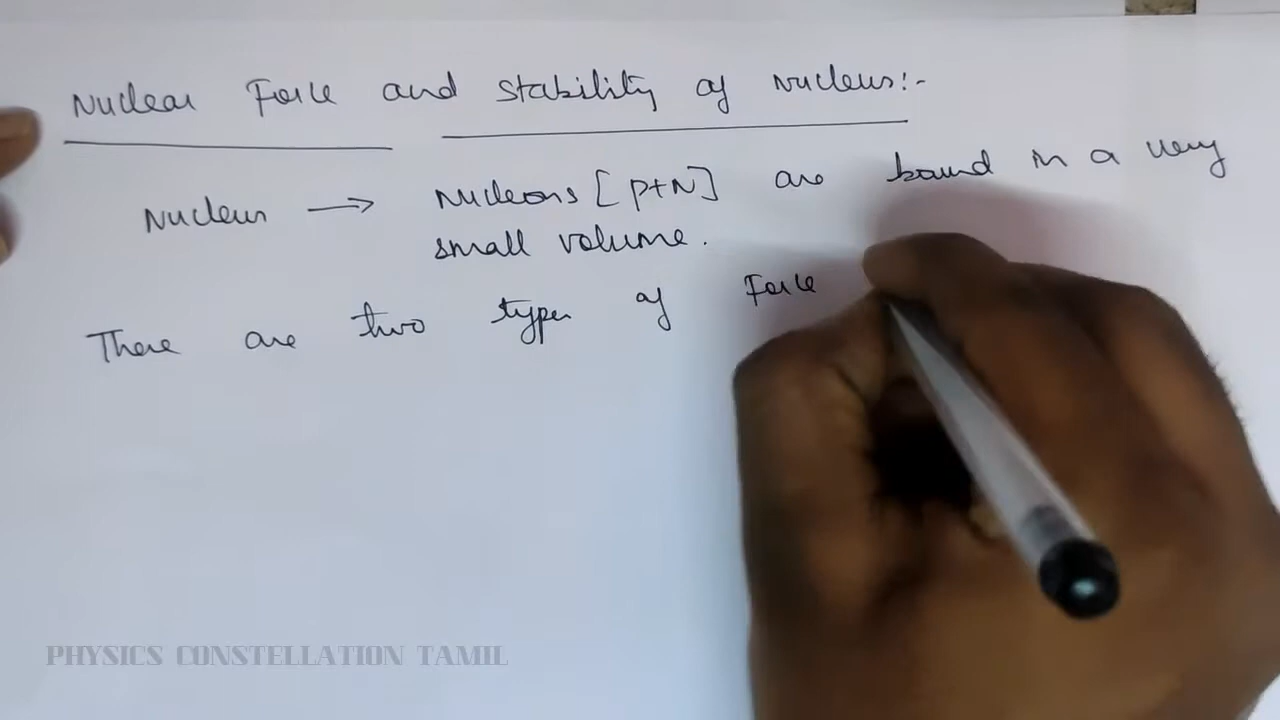 Nuclear Force and stability of Nucleus:-
Nucleus → Nucleons [P+N] are bound in a very
small volume.
There are two types of Force
PHYSICS CONSTELLATION TAMIL